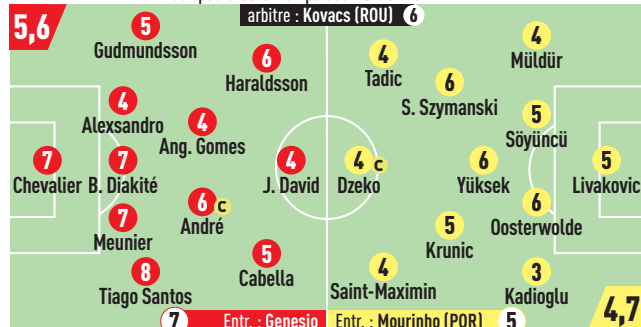 5,6
arbitre : Kovacs (ROU) 6
5
Gudmundsson
6
Haraldsson
4
Alexsandro
4
Ang. Gomes
7
Chevalier
7
B. Diakité
4
J. David
7
Meunier
6 C
André
5
Cabella
8
Tiago Santos
4
Tadic
4
Müldür
6
S. Szymanski
5
Söyüncü
4 C
Dzeko
6
Yüksek
5
Livakovic
6
Oosterwolde
5
Krunic
4
Saint-Maximin
3
Kadioglu
4,7
7 Entr. : Genesio
Entr. : Mourinho (POR) 5